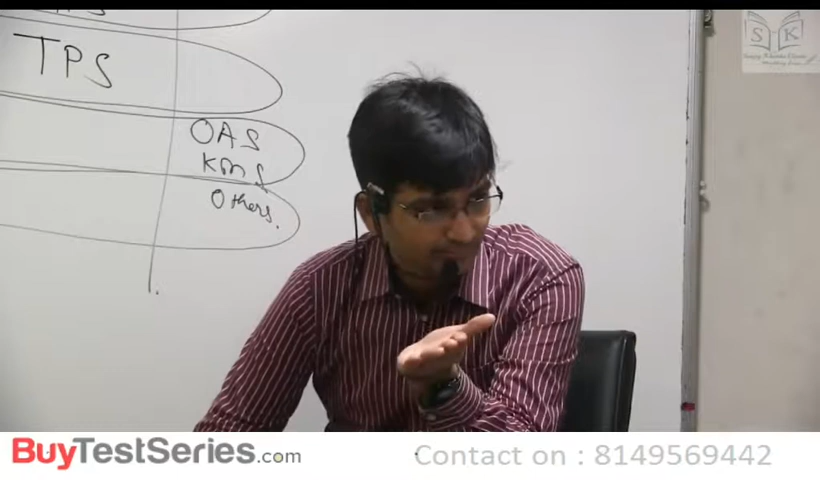 TPS
OAS
KMS
Others.
S K
BuyTestSeries.com
Contact on : 8149569442